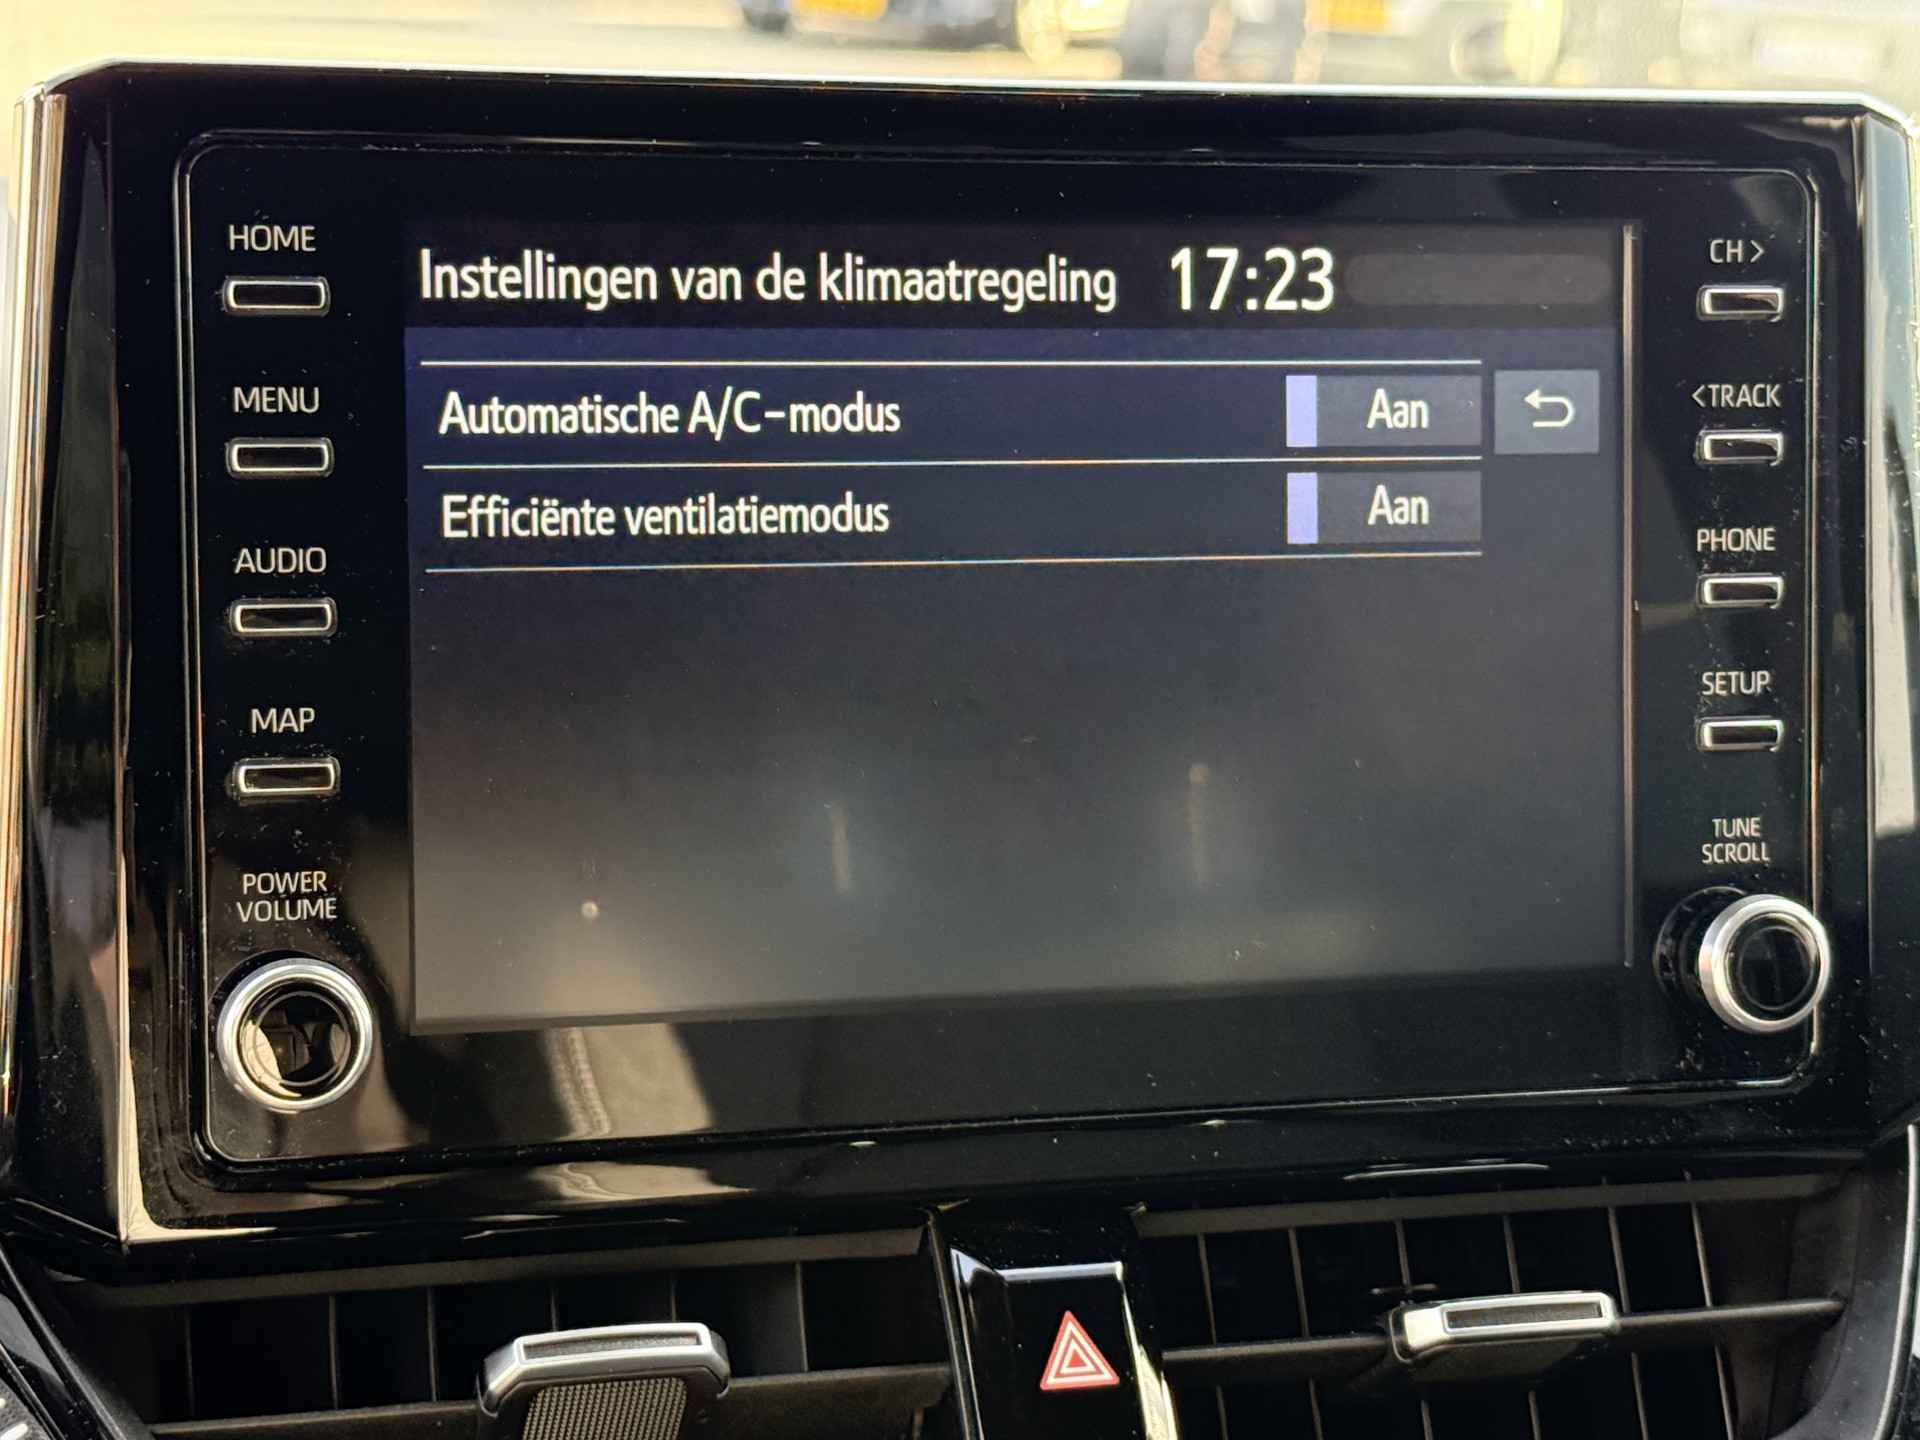 HOME
MENU
AUDIO
MAP
POWER
VOLUME
Instellingen van de klimaatregeling 17:23
Automatische A/C-modus Aan
Efficiënte ventilatiemodus Aan
CH >
< TRACK
PHONE
SETUP
TUNE
SCROLL